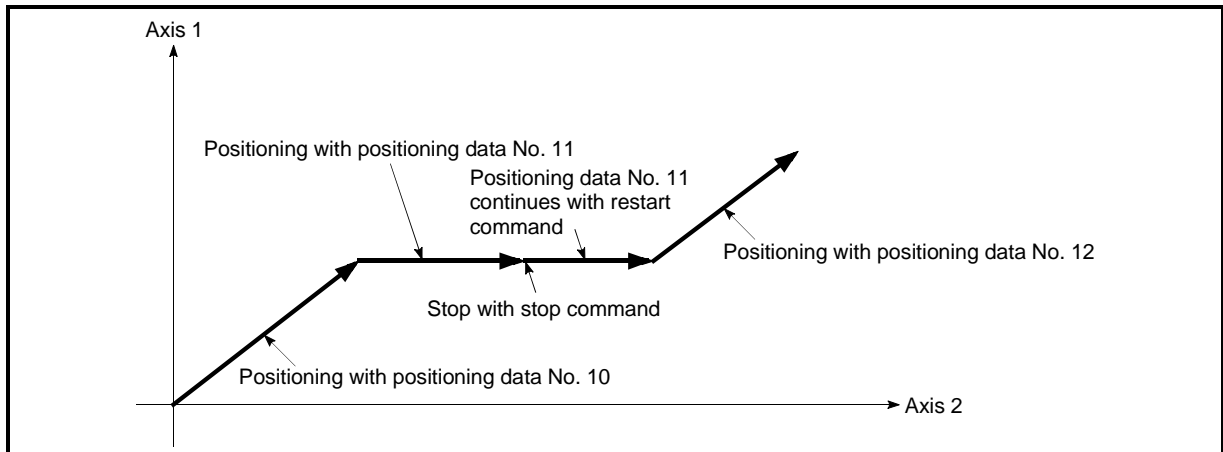 Axis 1
Positioning with positioning data No. 11
Positioning data No. 11
continues with restart
command
Positioning with positioning data No. 12
Stop with stop command
Positioning with positioning data No. 10
Axis 2